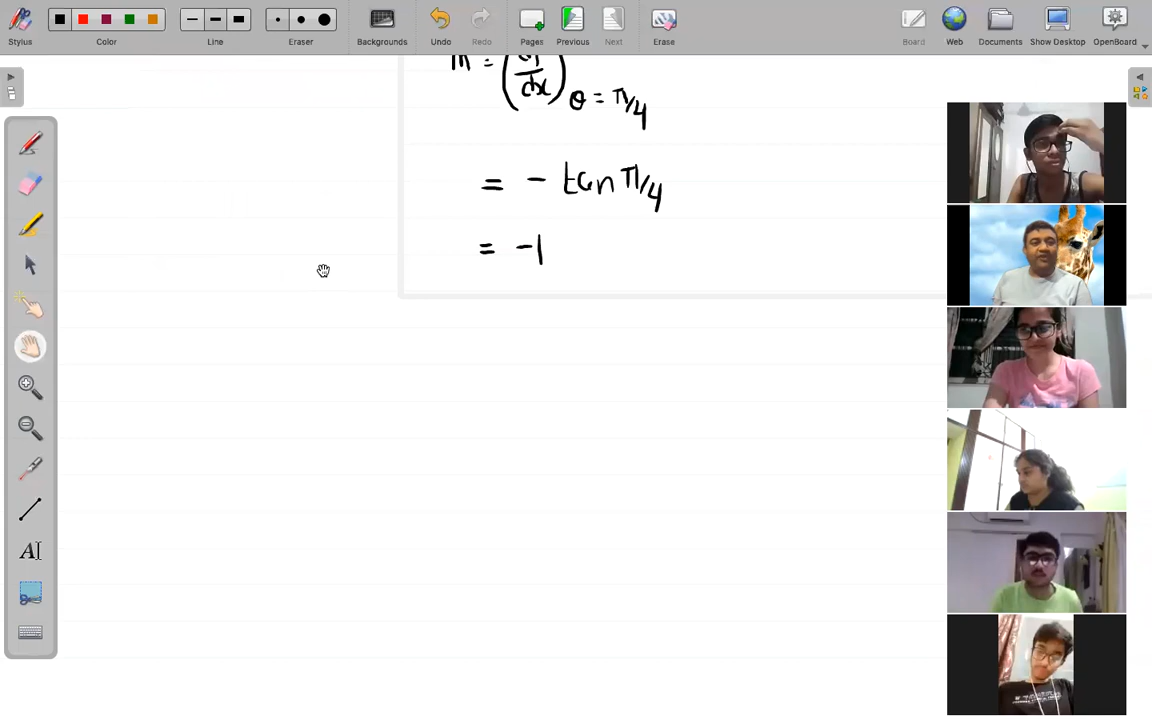 Stylus Color Line Eraser Backgrounds Undo Redo Pages Previous Next Erase Board Web Documents Show Desktop OpenBoard
m = (dy/dx) θ = π/4
= - tan π/4
= -1